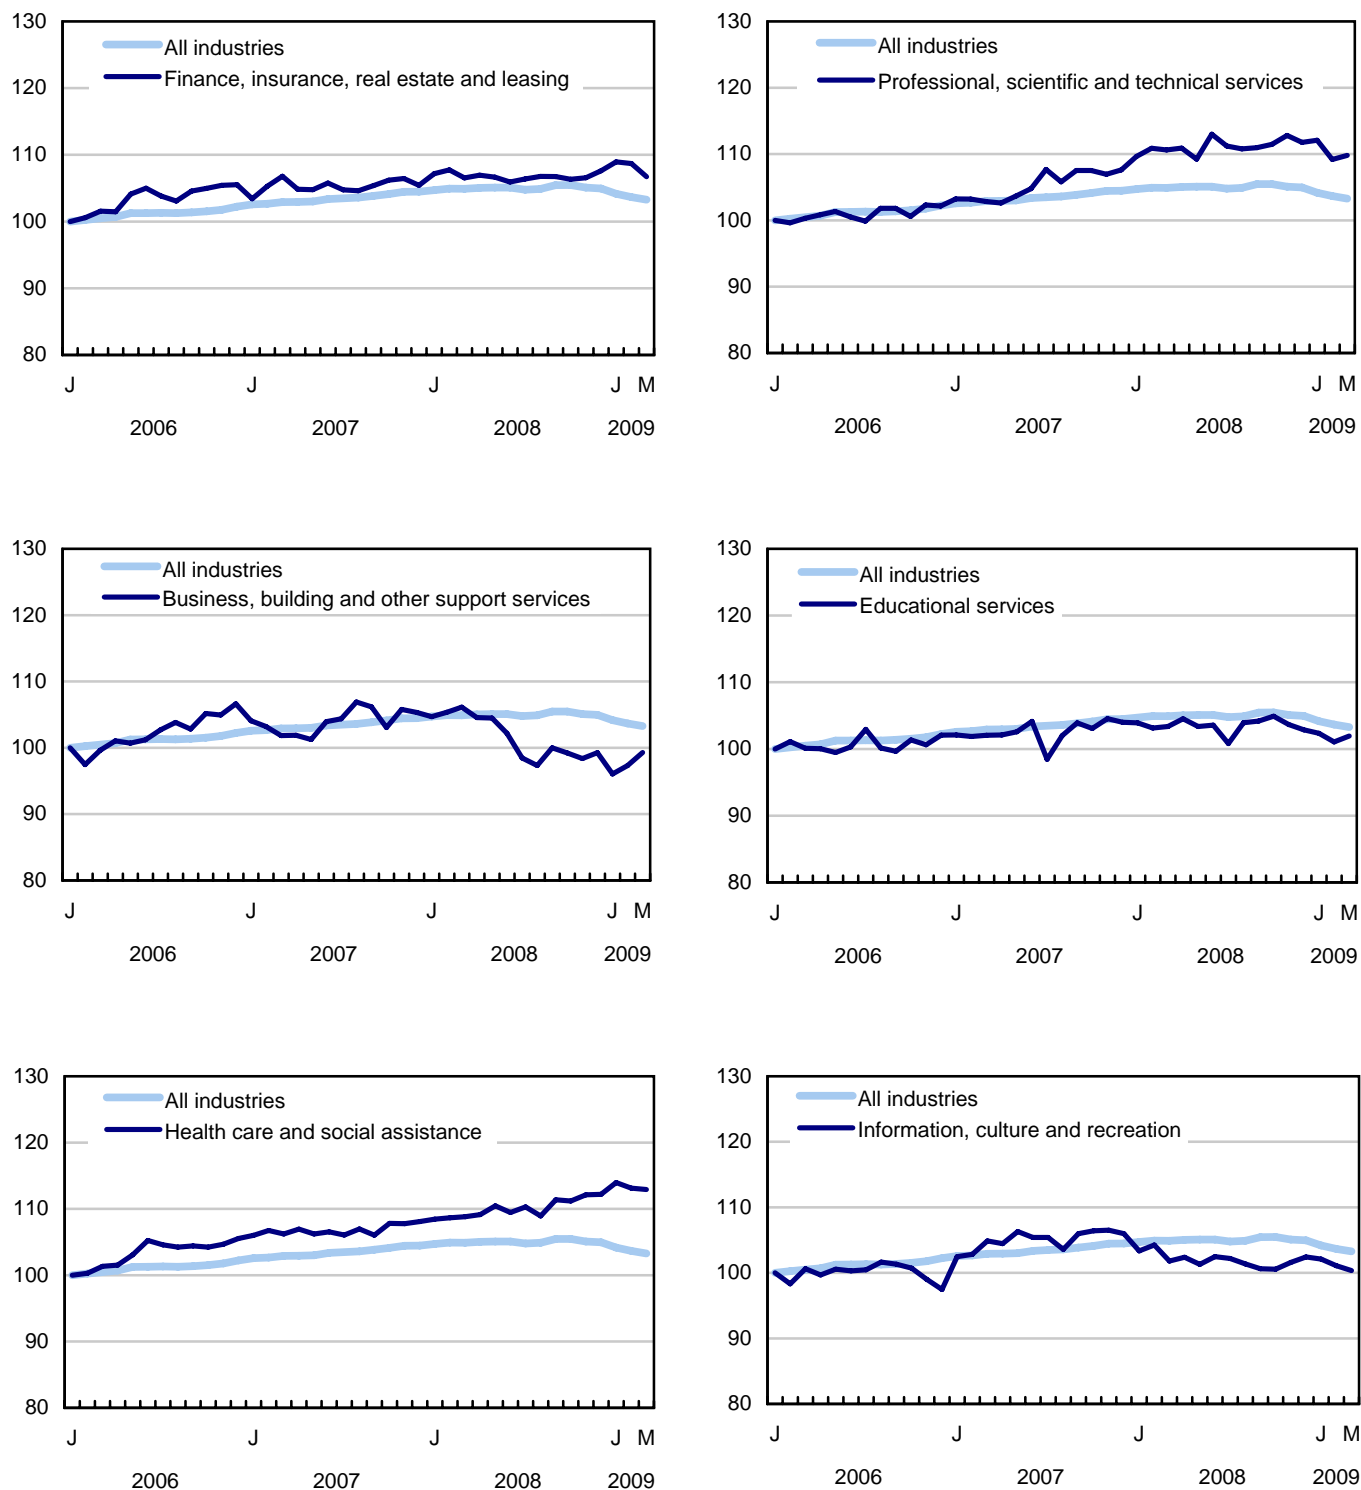 130
All industries
Finance, insurance, real estate and leasing
120
110
100
90
80
J J J J M
2006 2007 2008 2009
130
All industries
Professional, scientific and technical services
120
110
100
90
80
J J J J M
2006 2007 2008 2009
130
All industries
Business, building and other support services
120
110
100
90
80
J J J J M
2006 2007 2008 2009
130
All industries
Educational services
120
110
100
90
80
J J J J M
2006 2007 2008 2009
130
All industries
Health care and social assistance
120
110
100
90
80
J J J J M
2006 2007 2008 2009
130
All industries
Information, culture and recreation
120
110
100
90
80
J J J J M
2006 2007 2008 2009